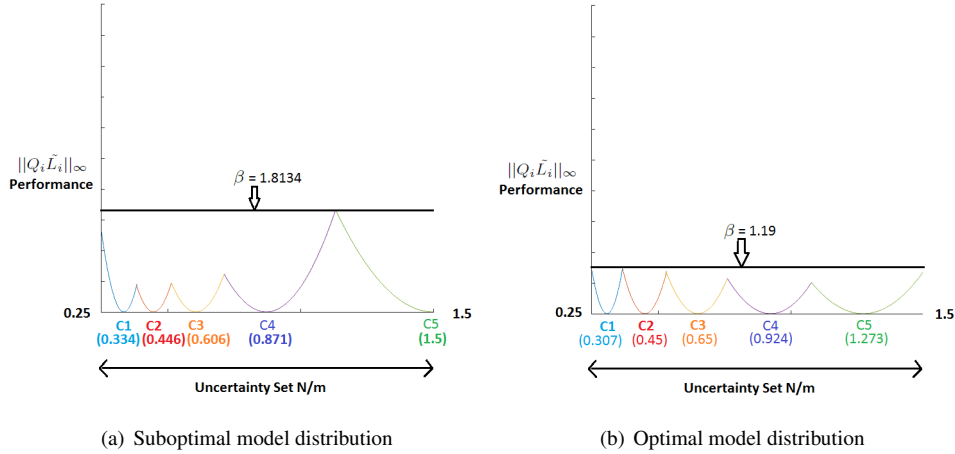 ||Q_i L̃_i||_∞
Performance
β = 1.8134
0.25
1.5
C1
(0.334)
C2
(0.446)
C3
(0.606)
C4
(0.871)
C5
(1.5)
Uncertainty Set N/m
(a) Suboptimal model distribution
||Q_i L̃_i||_∞
Performance
β = 1.19
0.25
1.5
C1
(0.307)
C2
(0.45)
C3
(0.65)
C4
(0.924)
C5
(1.273)
Uncertainty Set N/m
(b) Optimal model distribution